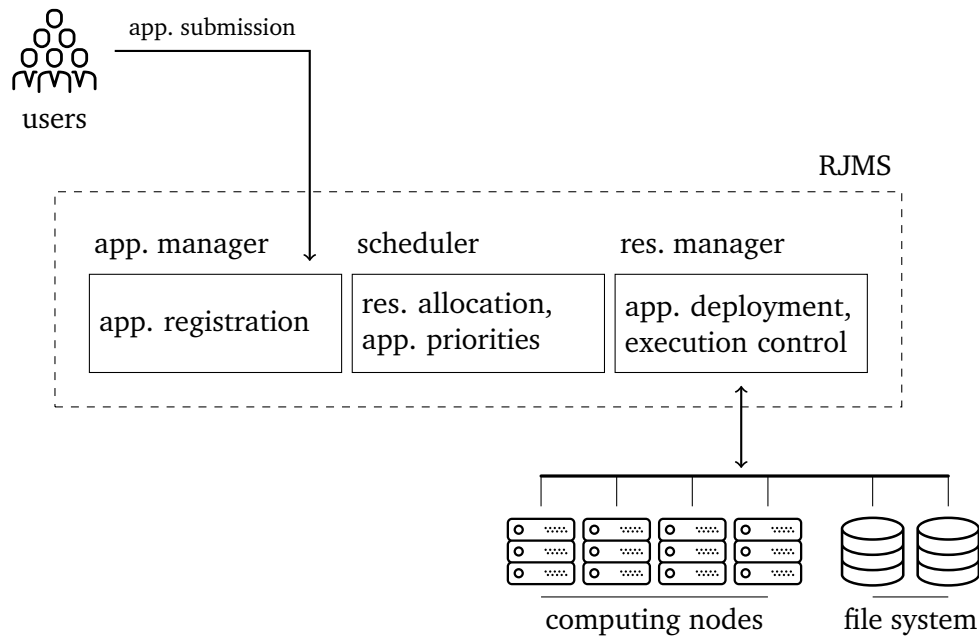 app. submission
users
RJMS
app. manager
scheduler
res. manager
app. registration
res. allocation,
app. priorities
app. deployment,
execution control
computing nodes
file system